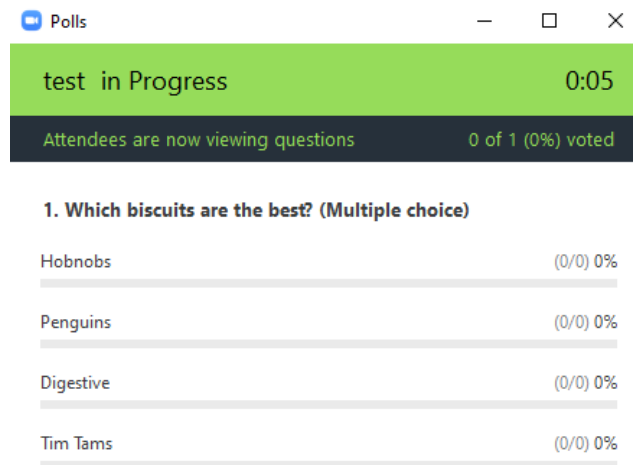 Polls
test in Progress 0:05
Attendees are now viewing questions 0 of 1 (0%) voted
1. Which biscuits are the best? (Multiple choice)
Hobnobs (0/0) 0%
Penguins (0/0) 0%
Digestive (0/0) 0%
Tim Tams (0/0) 0%